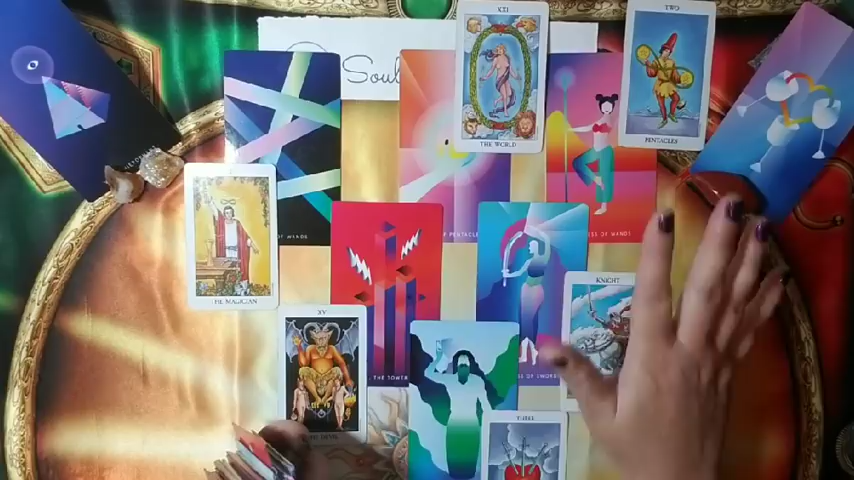 XXI
THE WORLD
TWO
PENTACLES
Soul
THE MAGICIAN
OF WANDS
OF PENTACLES
SS OF WANDS
KNIGHT
XV
THE TOWER
SS OF SWORDS
THE DEVIL
THREE